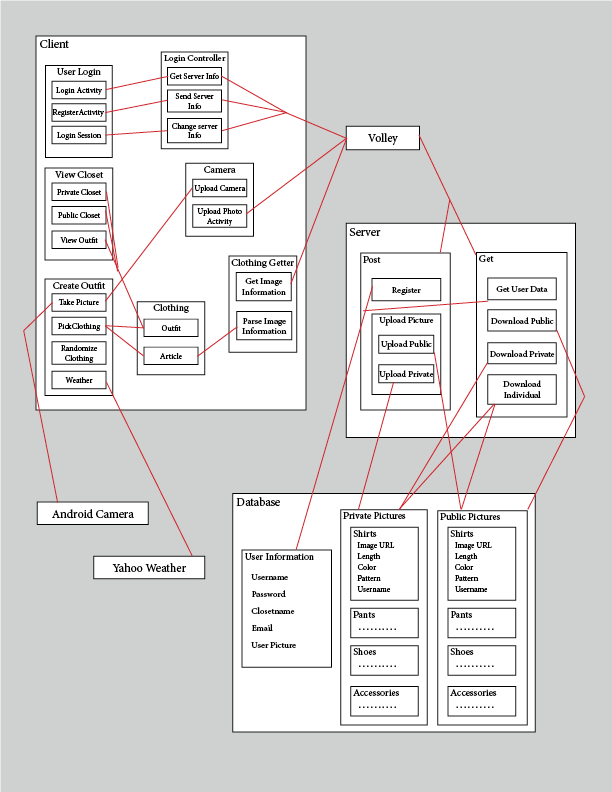 Client
User Login
Login Activity
RegisterActivity
Login Session
Login Controller
Get Server Info
Send Server
Info
Change server
Info
View Closet
Private Closet
Public Closet
View Outfit
Camera
Upload Camera
Upload Photo
Activity
Create Outfit
Take Picture
PickClothing
Randomize
Clothing
Weather
Clothing
Outfit
Article
Clothing Getter
Get Image
Information
Parse Image
Information
Volley
Server
Post
Register
Upload Picture
Upload Public
Upload Private
Get
Get User Data
Download Public
Download Private
Download
Individual
Android Camera
Yahoo Weather
Database
User Information
Username
Password
Closetname
Email
User Picture
Private Pictures
Shirts
Image URL
Length
Color
Pattern
Username
Pants
..........
Shoes
..........
Accessories
..........
Public Pictures
Shirts
Image URL
Length
Color
Pattern
Username
Pants
..........
Shoes
..........
Accessories
..........